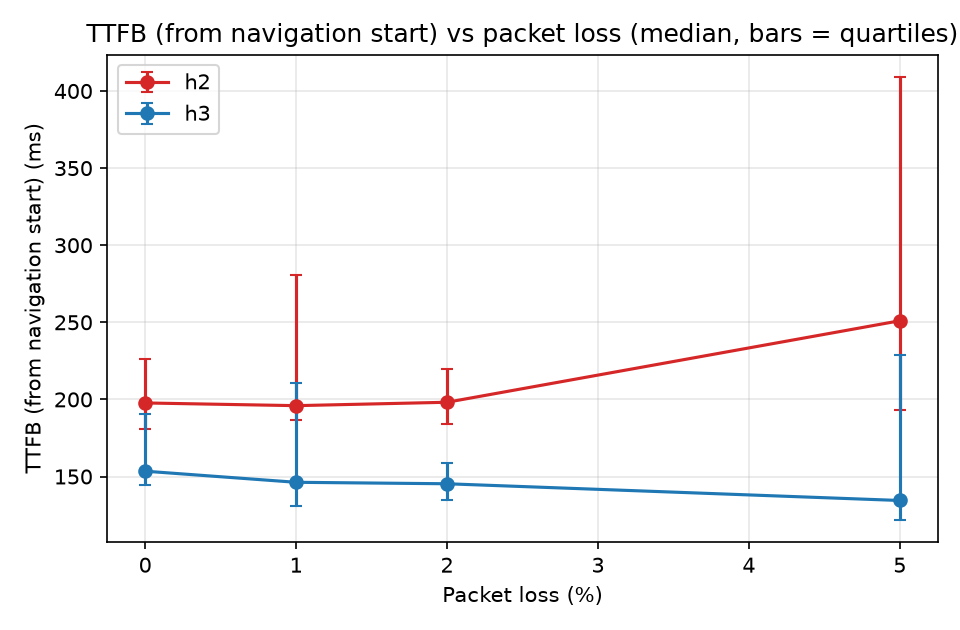 TTFB (from navigation start) vs packet loss (median, bars = quartiles)
h2
h3
TTFB (from navigation start) (ms)
400
350
300
250
200
150
0 1 2 3 4 5
Packet loss (%)